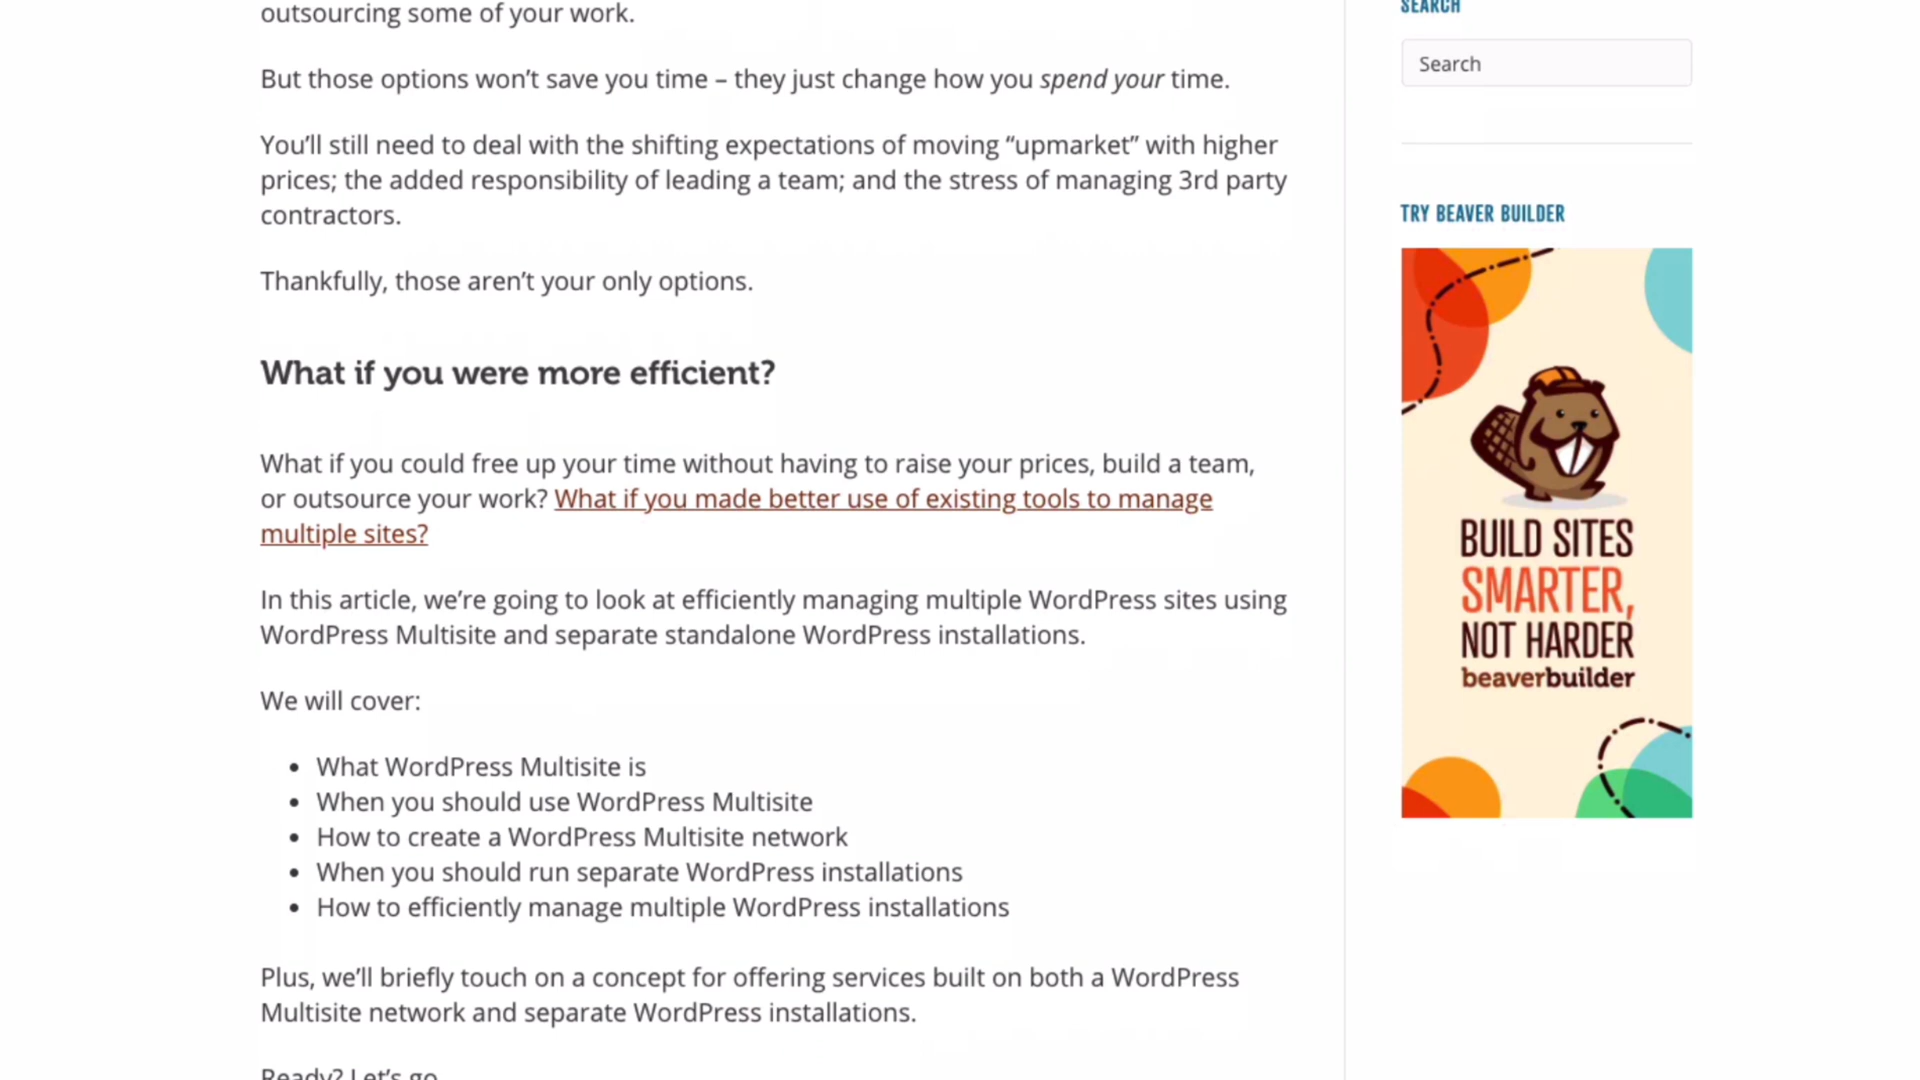 outsourcing some of your work.
But those options won’t save you time – they just change how you spend your time.
You’ll still need to deal with the shifting expectations of moving “upmarket” with higher
prices; the added responsibility of leading a team; and the stress of managing 3rd party
contractors.
Thankfully, those aren’t your only options.
What if you were more efficient?
What if you could free up your time without having to raise your prices, build a team,
or outsource your work? What if you made better use of existing tools to manage
multiple sites?
In this article, we’re going to look at efficiently managing multiple WordPress sites using
WordPress Multisite and separate standalone WordPress installations.
We will cover:
• What WordPress Multisite is
• When you should use WordPress Multisite
• How to create a WordPress Multisite network
• When you should run separate WordPress installations
• How to efficiently manage multiple WordPress installations
Plus, we’ll briefly touch on a concept for offering services built on both a WordPress
Multisite network and separate WordPress installations.
Ready? Let’s go
SEARCH
Search
TRY BEAVER BUILDER
BUILD SITES
SMARTER,
NOT HARDER
beaverbuilder